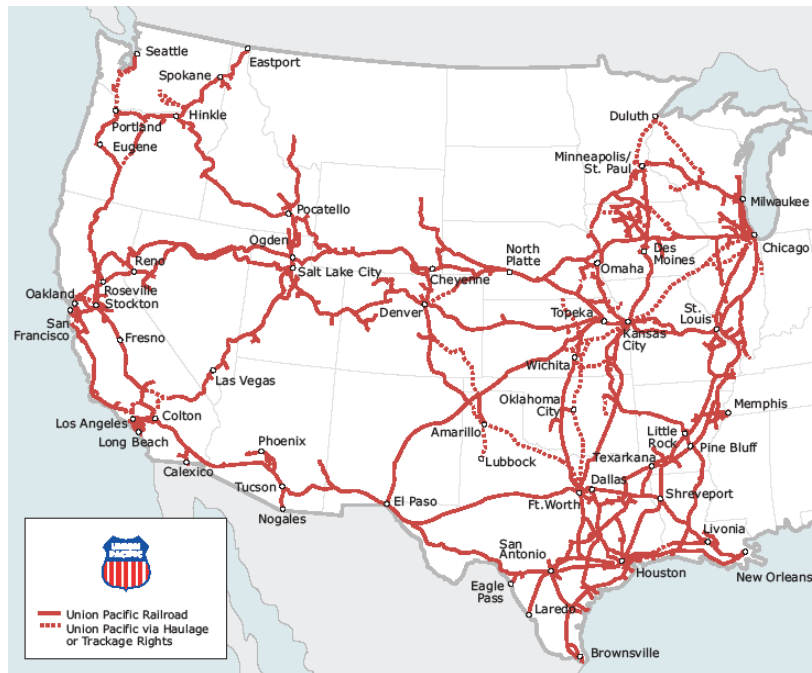 Seattle
Eastport
Spokane
Portland
Hinkle
Eugene
Duluth
Minneapolis/
St. Paul
Milwaukee
Pocatello
Ogden
Chicago
Reno
Salt Lake City
Cheyenne
North
Platte
Omaha
Des
Moines
Oakland
Roseville
Stockton
San
Francisco
Denver
Topeka
Kansas
City
St.
Louis
Fresno
Las Vegas
Wichita
Oklahoma
City
Memphis
Los Angeles
Colton
Long Beach
Amarillo
Little
Rock
Pine Bluff
Phoenix
Lubbock
Texarkana
Calexico
Tucson
Dallas
El Paso
Ft.Worth
Shreveport
Nogales
Livonia
San
Antonio
Houston
New Orleans
Eagle
Pass
Laredo
Brownsville
UNION
PACIFIC
Union Pacific Railroad
Union Pacific via Haulage
or Trackage Rights